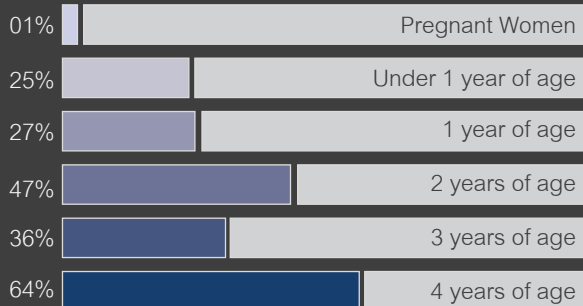 01% Pregnant Women
25% Under 1 year of age
27% 1 year of age
47% 2 years of age
36% 3 years of age
64% 4 years of age